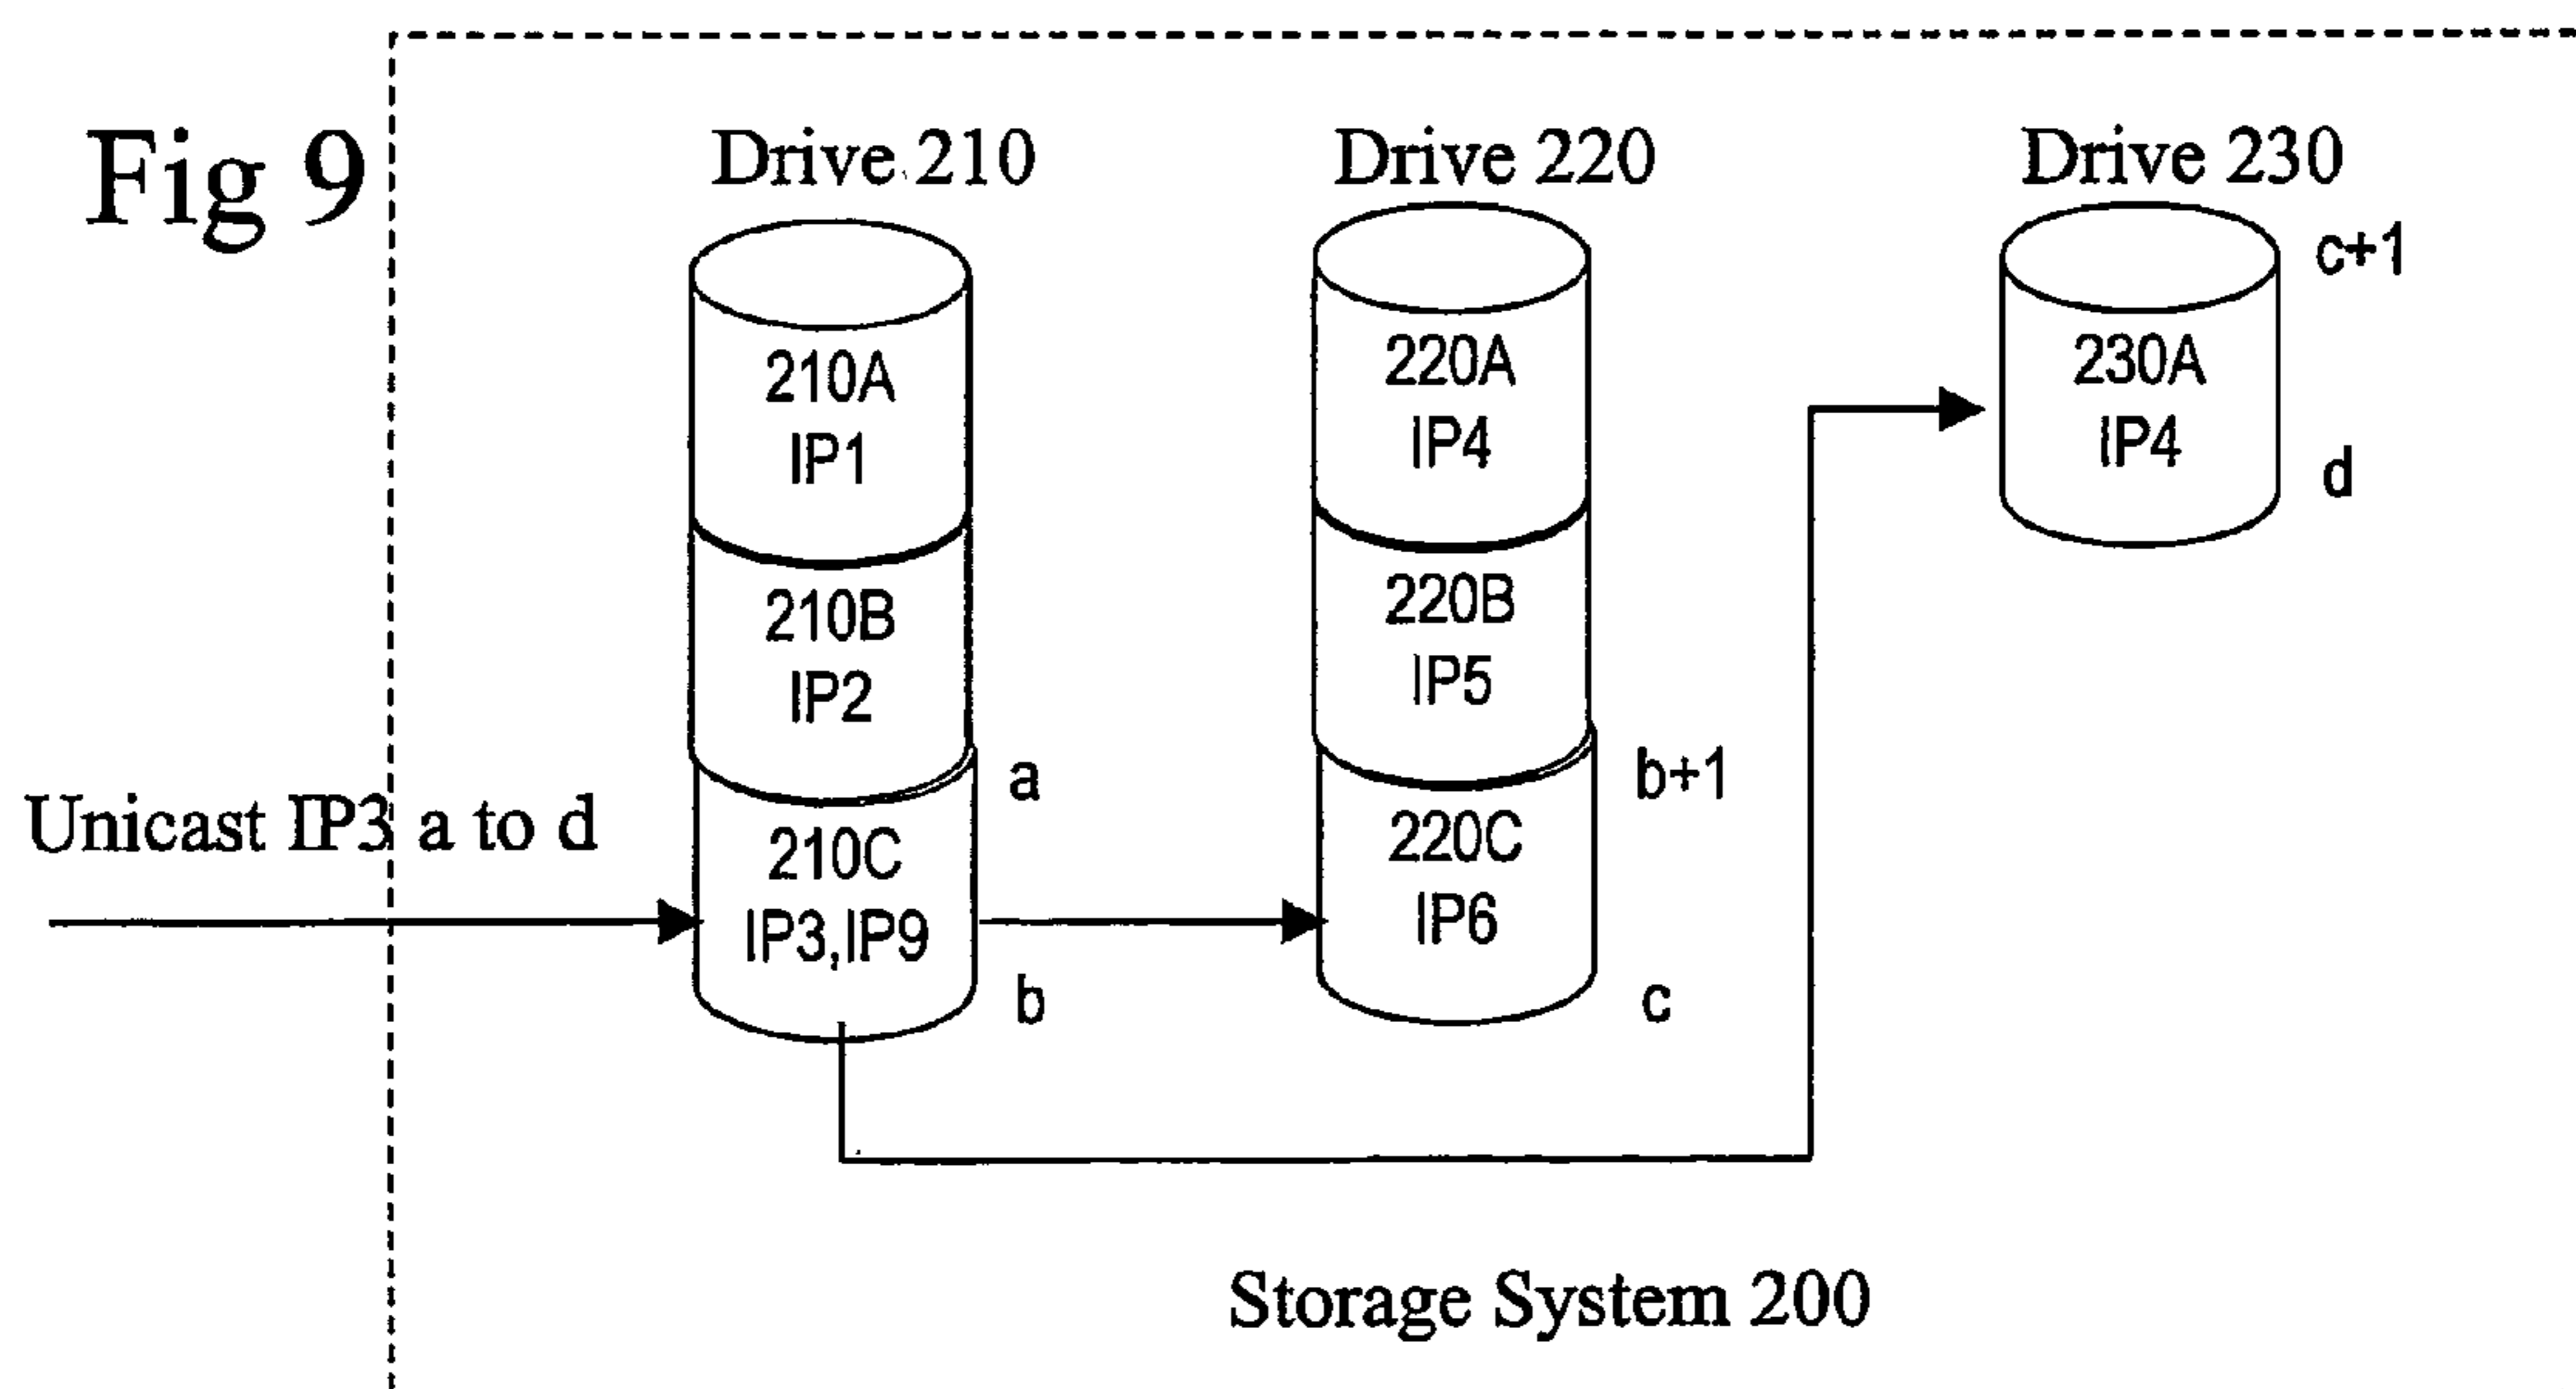 Fig 9
Drive 210
Drive 220
Drive 230
210A
IP1
210B
IP2
a
210C
IP3,IP9
b
220A
IP4
220B
IP5
b+1
220C
IP6
c
c+1
230A
IP4
d
Unicast IP3 a to d
Storage System 200